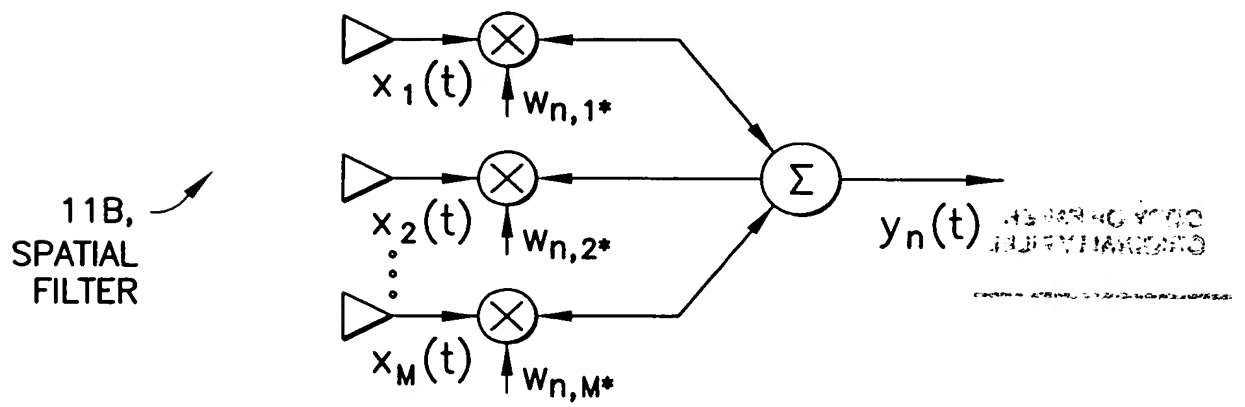 x₁(t)
wn,1*
11B,
SPATIAL
FILTER
x₂(t)
wn,2*
Σ
yn(t)
xM(t)
wn,M*